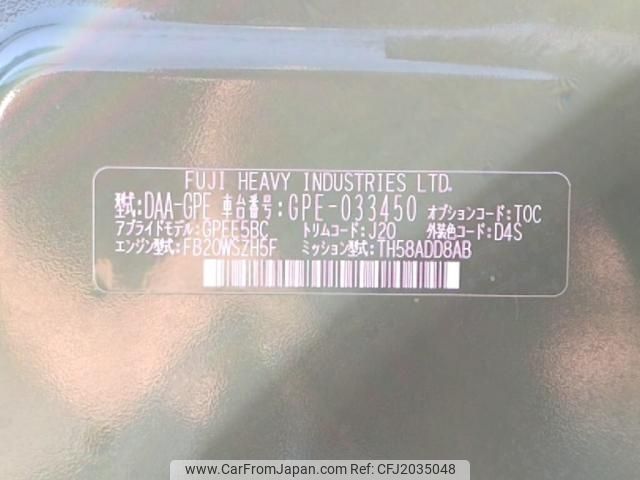 FUJI HEAVY INDUSTRIES LTD.
型式:DAA-GPE 車台番号:GPE-033450 オプションコード:TOC
アプライドモデル:GPEE5BC トリムコード:J20 外装色コード:D4S
エンジン型式:FB20WSZH5F ミッション型式:TH58ADD8AB
www.CarFromJapan.com | CFJ2035048